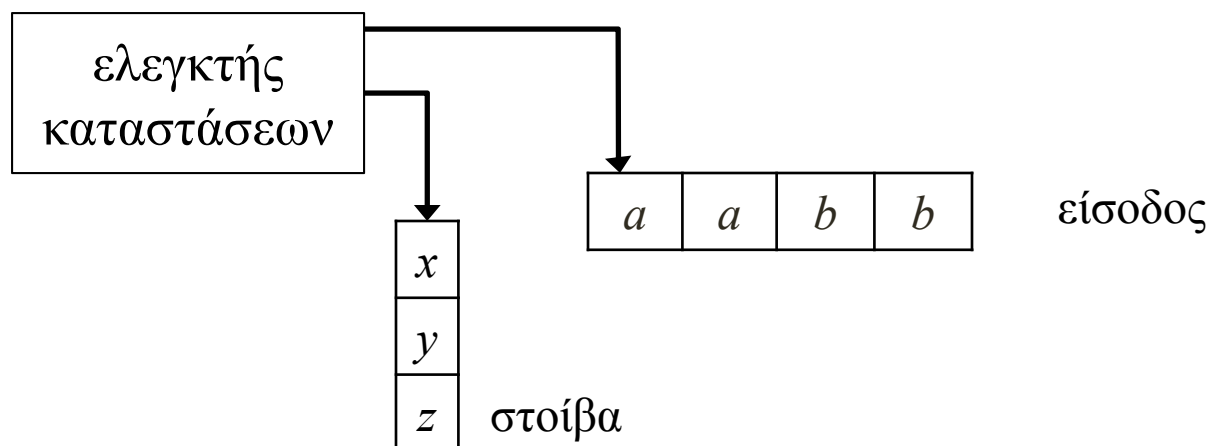 ελεγκτής
καταστάσεων
a a b b
είσοδος
x
y
z
στοίβα